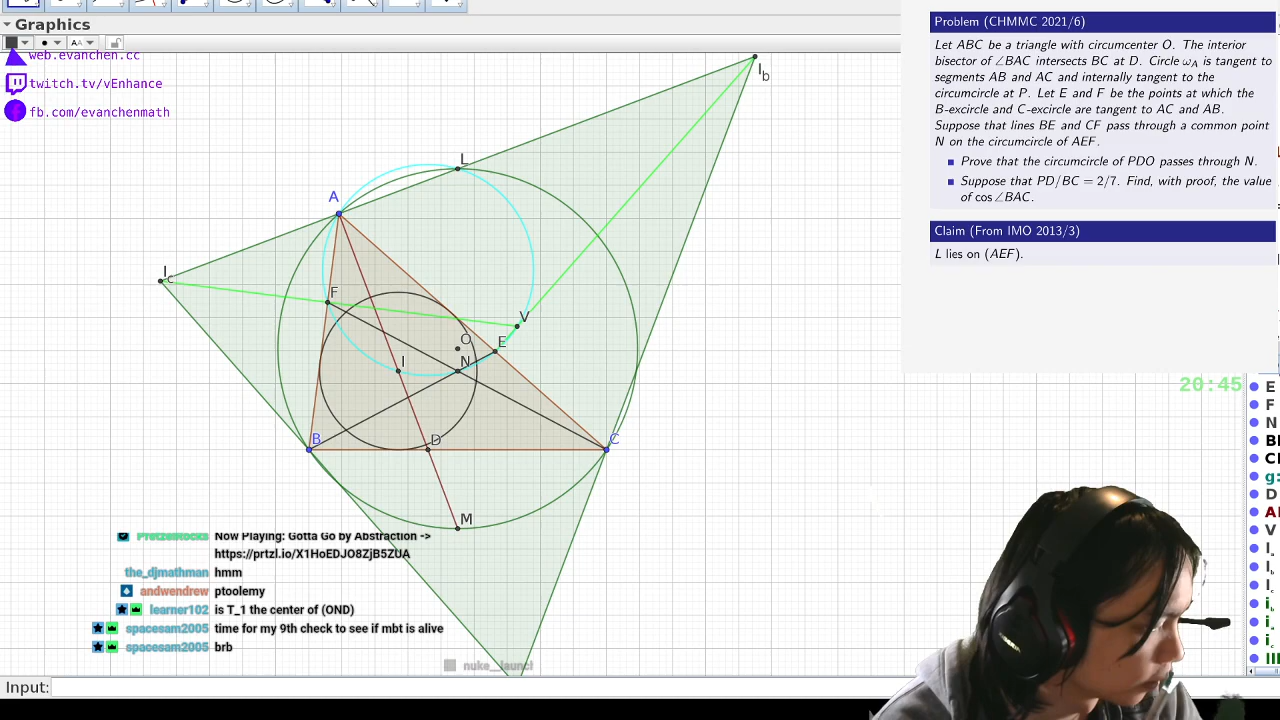 Graphics
web.evanchen.cc
twitch.tv/vEnhance
fb.com/evanchenmath
Problem (CHMMC 2021/6)
Let ABC be a triangle with circumcenter O. The interior
bisector of ∠BAC intersects BC at D. Circle ω_A is tangent to
segments AB and AC and internally tangent to the
circumcircle at P. Let E and F be the points at which the
B-excircle and C-excircle are tangent to AC and AB.
Suppose that lines BE and CF pass through a common point
N on the circumcircle of AEF.
Prove that the circumcircle of PDO passes through N.
Suppose that PD/BC = 2/7. Find, with proof, the value
of cos ∠BAC.
Claim (From IMO 2013/3)
L lies on (AEF).
I_b
L
A
I_c
F
V
O
E
N
I
B
D
C
M
20:45
E
F
N
D
V
PretzelRocks Now Playing: Gotta Go by Abstraction ->
https://prtzl.io/X1HoEDJO8ZjB5ZUA
the_djmathman hmm
andwendrew ptoolemy
learner102 is T_1 the center of (OND)
spacesam2005 time for my 9th check to see if mbt is alive
spacesam2005 brb
Input: